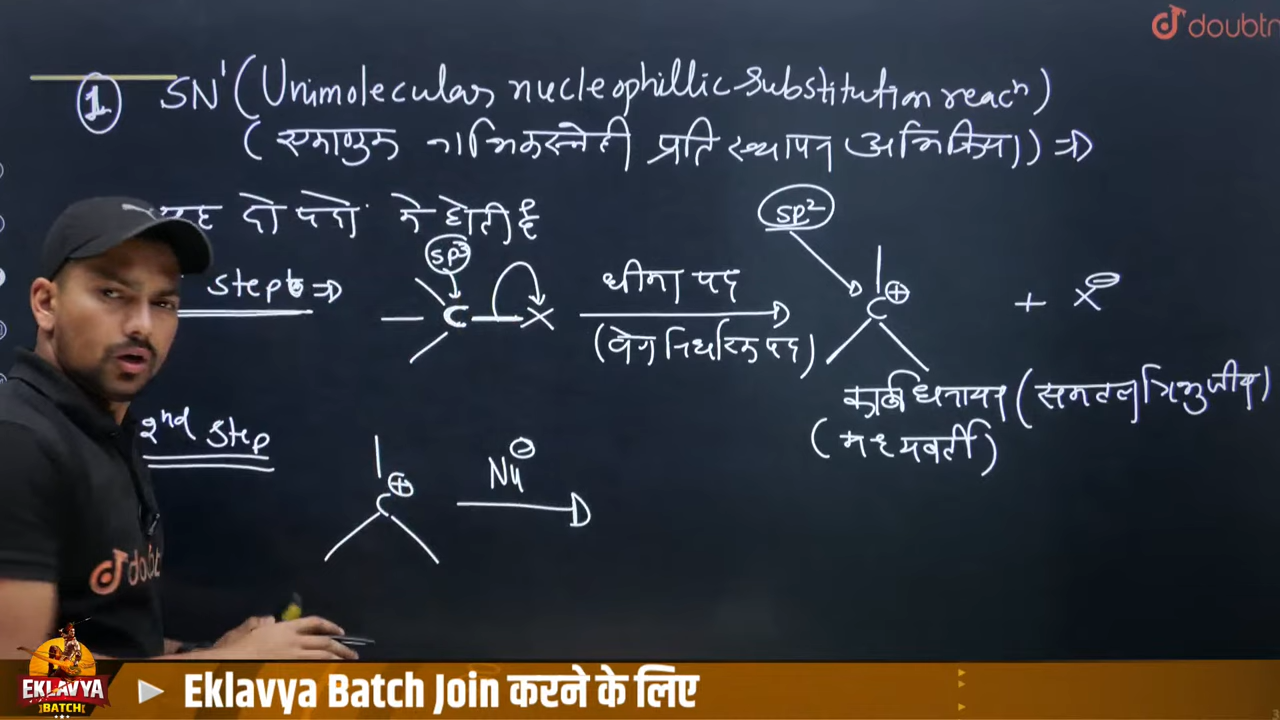 doubtn
1 SN¹ (Unimolecular nucleophillic substitution reacⁿ)
(एकाणुक नाभिकस्नेही प्रतिस्थापन अभिक्रिया) ⇒
यह दो पदों में होती है
sp³
sp²
step ⇒
C X
धीमा पद
(वेग निर्धारक पद)
C⊕ + X⊖
कार्बधनायन (समतल त्रिभुजीय)
(मध्यवर्ती)
2nd step
C⊕ Nu⊖
doubt
EKLAVYA
BATCH
Eklavya Batch Join करने के लिए